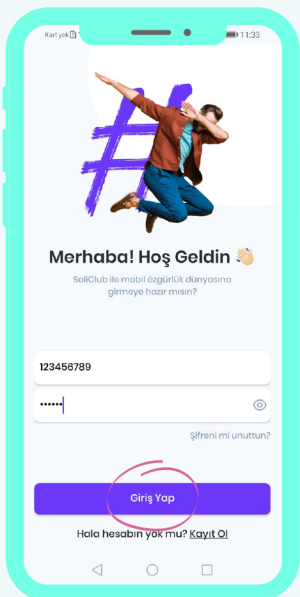 Kart yok 11:33
Merhaba! Hoş Geldin
SoliClub ile mobil özgürlük dünyasına
girmeye hazır mısın?
123456789
••••••
Şifreni mi unuttun?
Giriş Yap
Hala hesabın yok mu? Kayıt Ol